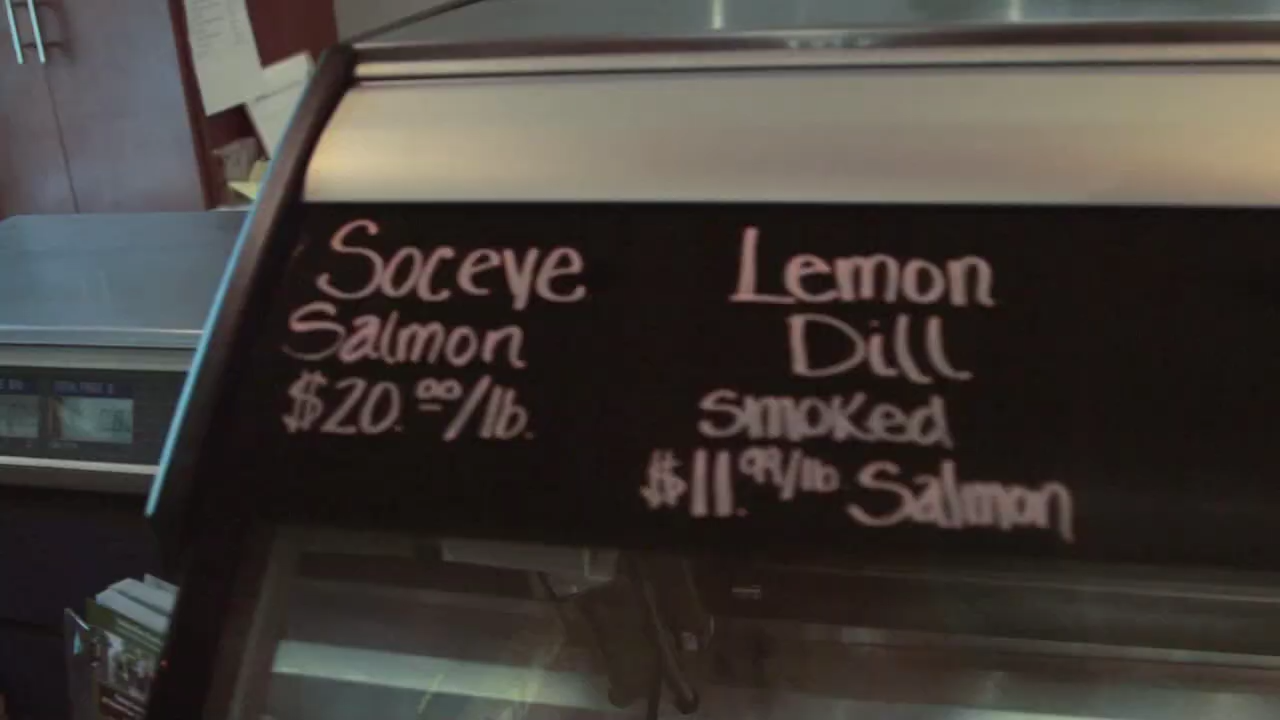 Soceye
Salmon
$20.00/lb.
Lemon
Dill
Smoked
$11.99/lb Salmon